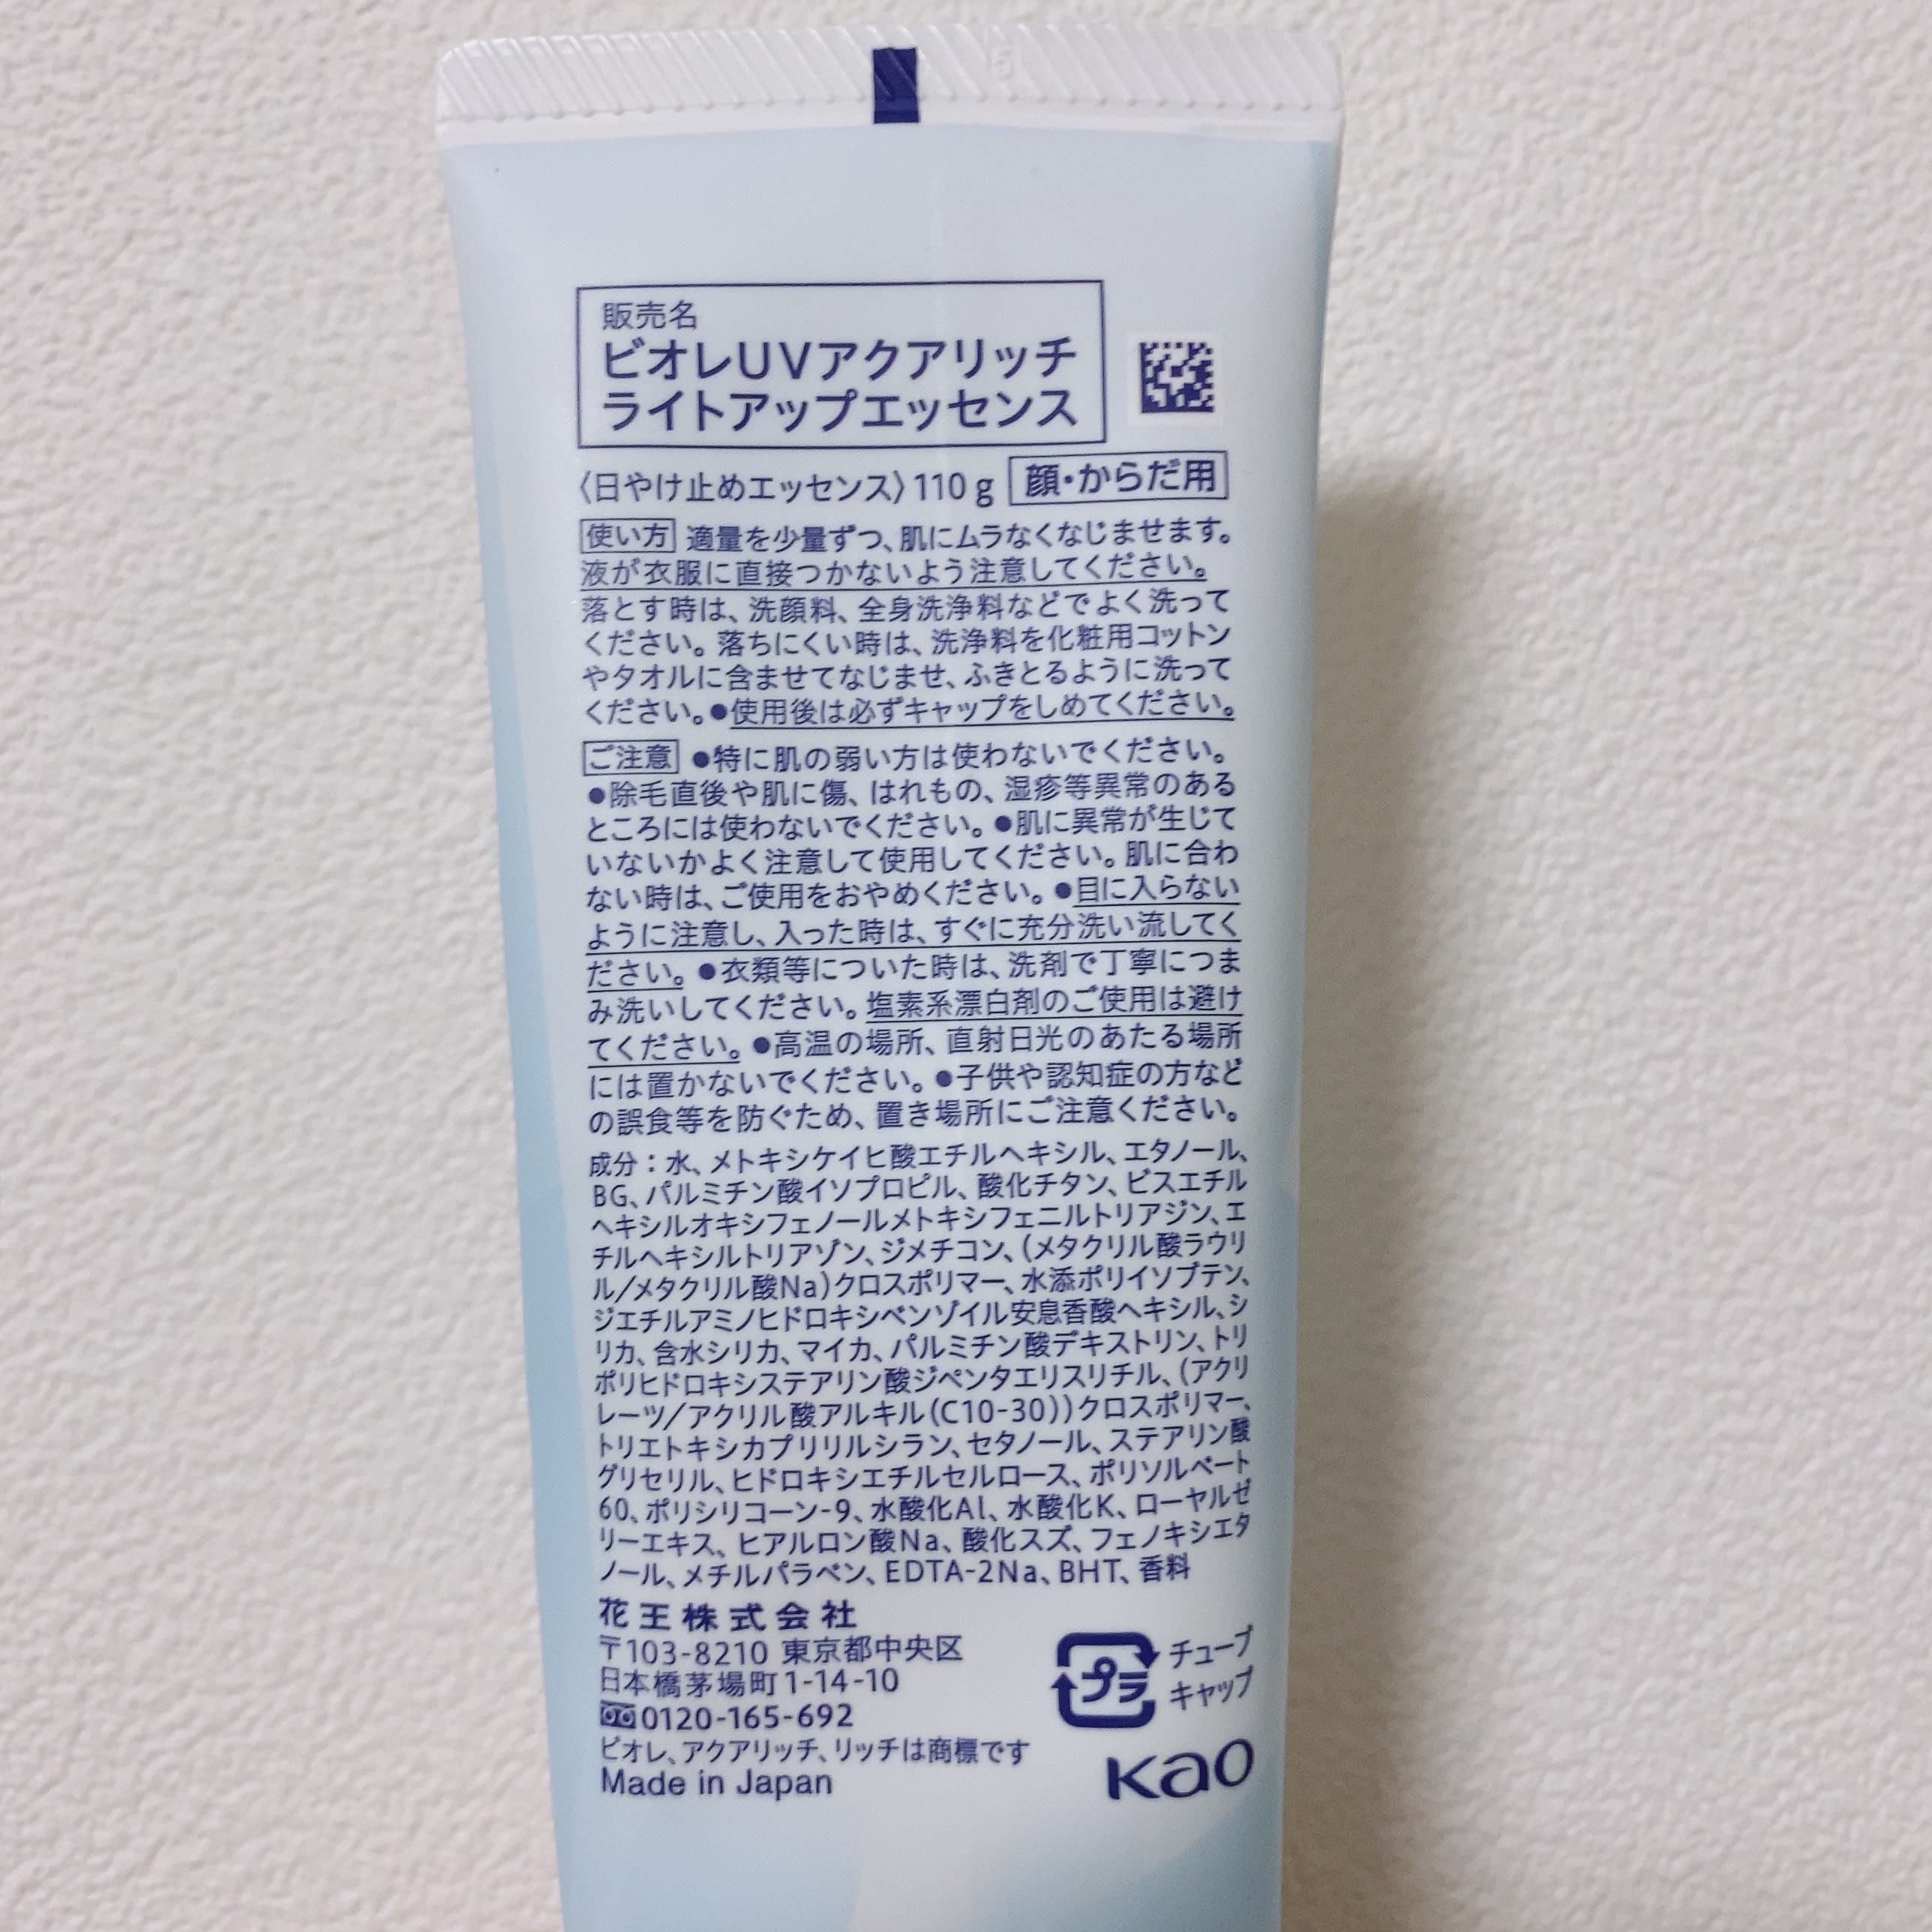 販売名
ビオレUVアクアリッチ
ライトアップエッセンス
〈日やけ止めエッセンス〉110g 顔・からだ用
使い方 適量を少量ずつ、肌にムラなくなじませます。
液が衣服に直接つかないよう注意してください。
落とす時は、洗顔料、全身洗浄料などでよく洗って
ください。落ちにくい時は、洗浄料を化粧用コットン
やタオルに含ませてなじませ、ふきとるように洗って
ください。●使用後は必ずキャップをしめてください。
ご注意 ●特に肌の弱い方は使わないでください。
●除毛直後や肌に傷、はれもの、湿疹等異常のある
ところには使わないでください。●肌に異常が生じて
いないかよく注意して使用してください。肌に合わ
ない時は、ご使用をおやめください。●目に入らない
ように注意し、入った時は、すぐに充分洗い流してく
ださい。●衣類等についた時は、洗剤で丁寧につま
み洗いしてください。塩素系漂白剤のご使用は避け
てください。●高温の場所、直射日光のあたる場所
には置かないでください。●子供や認知症の方など
の誤食等を防ぐため、置き場所にご注意ください。
成分：水、メトキシケイヒ酸エチルヘキシル、エタノール、
BG、パルミチン酸イソプロピル、酸化チタン、ビスエチル
ヘキシルオキシフェノールメトキシフェニルトリアジン、エ
チルヘキシルトリアゾン、ジメチコン、(メタクリル酸ラウリ
ル/メタクリル酸Na)クロスポリマー、水添ポリイソブテン、
ジエチルアミノヒドロキシベンゾイル安息香酸ヘキシル、シ
リカ、含水シリカ、マイカ、パルミチン酸デキストリン、トリ
ポリヒドロキシステアリン酸ジペンタエリスリチル、(アクリ
レーツ/アクリル酸アルキル(C10-30))クロスポリマー、
トリエトキシカプリリルシラン、セタノール、ステアリン酸
グリセリル、ヒドロキシエチルセルロース、ポリソルベート
60、ポリシリコーン-9、水酸化Al、水酸化K、ローヤルゼ
リーエキス、ヒアルロン酸Na、酸化スズ、フェノキシエタ
ノール、メチルパラベン、EDTA-2Na、BHT、香料
花王株式会社
〒103-8210 東京都中央区
日本橋茅場町1-14-10
0120-165-692
ビオレ、アクアリッチ、リッチは商標です
Made in Japan
プラ
チューブ
キャップ
Kao